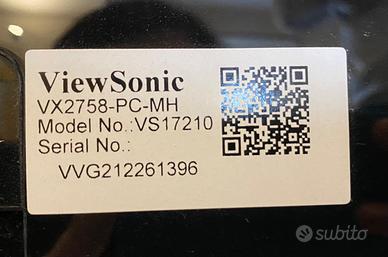 ViewSonic
VX2758-PC-MH
Model No.:VS17210
Serial No.:
VVG212261396
subito